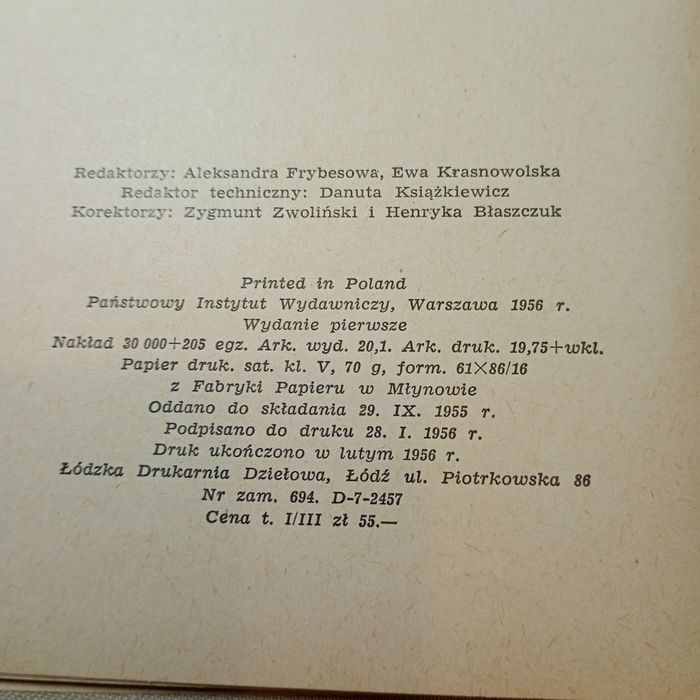 Redaktorzy: Aleksandra Frybesowa, Ewa Krasnowolska
Redaktor techniczny: Danuta Książkiewicz
Korektorzy: Zygmunt Zwoliński i Henryka Błaszczuk
Printed in Poland
Państwowy Instytut Wydawniczy, Warszawa 1956 r.
Wydanie pierwsze
Nakład 30 000+205 egz. Ark. wyd. 20,1. Ark. druk. 19,75+wkl.
Papier druk. sat. kl. V, 70 g, form. 61×86/16
z Fabryki Papieru w Młynowie
Oddano do składania 29. IX. 1955 r.
Podpisano do druku 28. I. 1956 r.
Druk ukończono w lutym 1956 r.
Łódzka Drukarnia Dziełowa, Łódź ul. Piotrkowska 86
Nr zam. 694. D-7-2457
Cena t. I/III zł 55.—